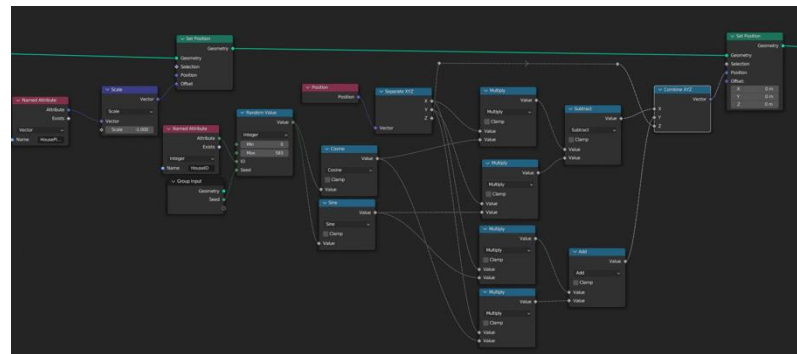 Set Position
Geometry
Geometry
Selection
Position
Offset
Named Attribute
Attribute
Exists
Vector
Name
Scale
Vector
Scale
Vector
Scale
Named Attribute
Attribute
Exists
Integer
Name HouseID
Group Input
Geometry
Seed
Random Value
Value
Integer
Min 0
Max
ID
Seed
Position
Position
Separate XYZ
X
Y
Z
Vector
Cosine
Value
Cosine
Clamp
Value
Sine
Value
Sine
Clamp
Value
Multiply
Value
Multiply
Clamp
Value
Value
Multiply
Value
Multiply
Clamp
Value
Value
Multiply
Value
Multiply
Clamp
Value
Value
Multiply
Value
Multiply
Clamp
Value
Value
Subtract
Value
Subtract
Clamp
Value
Value
Add
Value
Add
Clamp
Value
Value
Combine XYZ
Vector
X
Y
Z
Set Position
Geometry
Geometry
Selection
Position
Offset
X 0 m
Y 0 m
Z 0 m